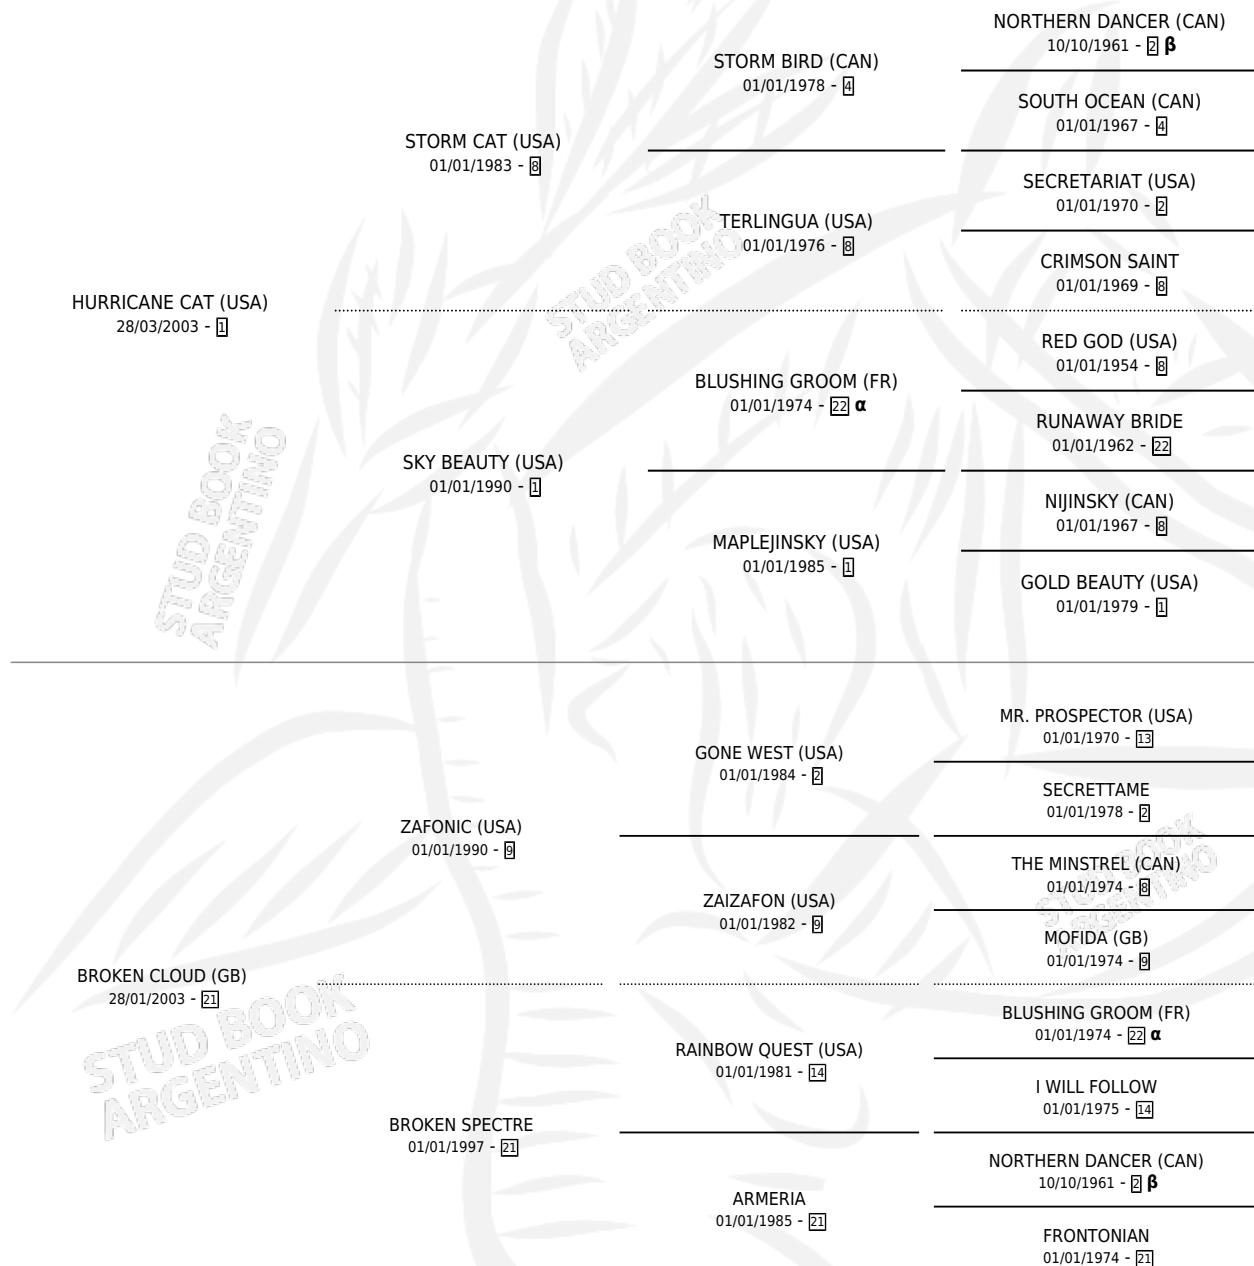 NORTHERN DANCER (CAN)
10/10/1961 - 2 β
STORM BIRD (CAN)
01/01/1978 - 4
SOUTH OCEAN (CAN)
01/01/1967 - 4
STORM CAT (USA)
01/01/1983 - 8
SECRETARIAT (USA)
01/01/1970 - 2
TERLINGUA (USA)
01/01/1976 - 8
CRIMSON SAINT
01/01/1969 - 8
HURRICANE CAT (USA)
28/03/2003 - 1
RED GOD (USA)
01/01/1954 - 8
BLUSHING GROOM (FR)
01/01/1974 - 22 α
RUNAWAY BRIDE
01/01/1962 - 22
SKY BEAUTY (USA)
01/01/1990 - 1
NIJINSKY (CAN)
01/01/1967 - 8
MAPLEJINSKY (USA)
01/01/1985 - 1
GOLD BEAUTY (USA)
01/01/1979 - 1
MR. PROSPECTOR (USA)
01/01/1970 - 13
GONE WEST (USA)
01/01/1984 - 2
SECRETTAME
01/01/1978 - 2
ZAFONIC (USA)
01/01/1990 - 9
THE MINSTREL (CAN)
01/01/1974 - 8
ZAIZAFON (USA)
01/01/1982 - 9
MOFIDA (GB)
01/01/1974 - 9
BROKEN CLOUD (GB)
28/01/2003 - 21
BLUSHING GROOM (FR)
01/01/1974 - 22 α
RAINBOW QUEST (USA)
01/01/1981 - 14
I WILL FOLLOW
01/01/1975 - 14
BROKEN SPECTRE
01/01/1997 - 21
NORTHERN DANCER (CAN)
10/10/1961 - 2 β
ARMERIA
01/01/1985 - 21
FRONTONIAN
01/01/1974 - 21
STUD BOOK
ARGENTINO
STUD BOOK
ARGENTINO
STUD BOOK
ARGENTINO
STUD BOOK
ARGENTINO